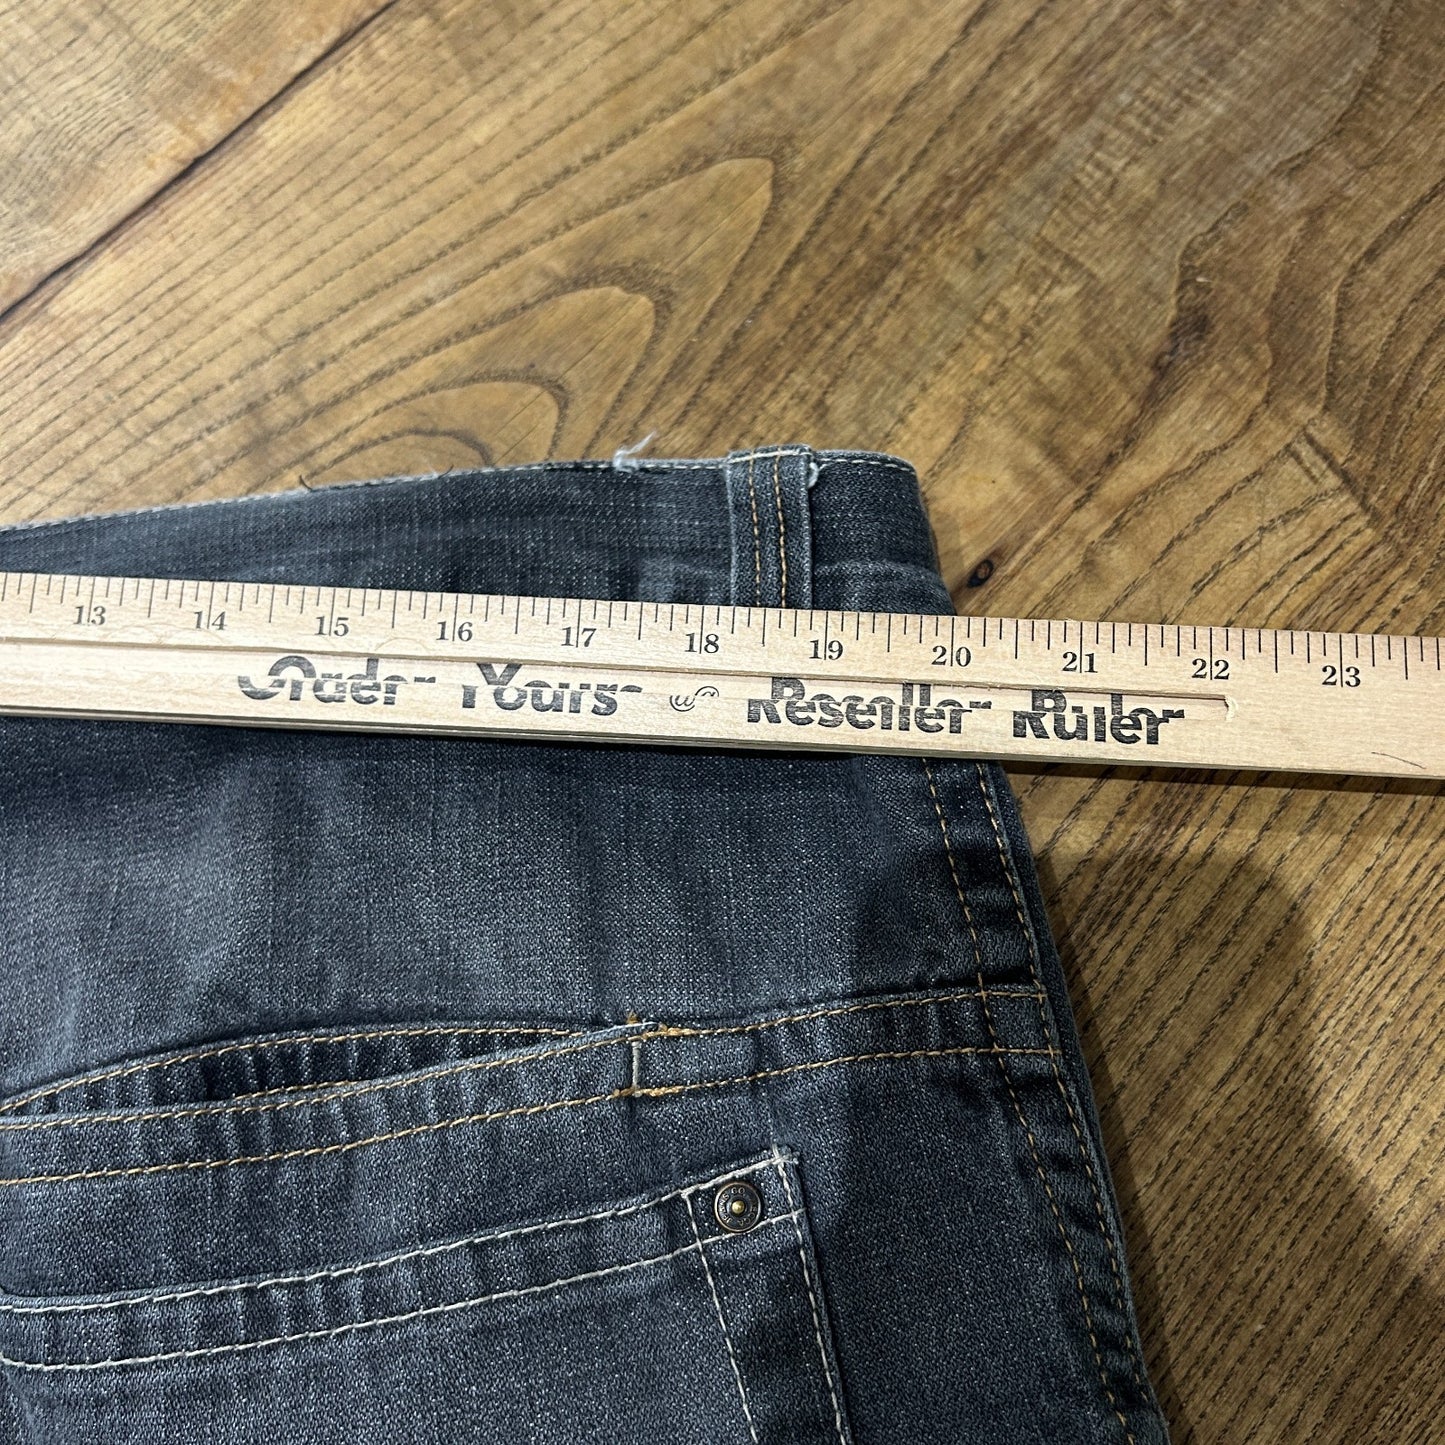 13 14 15 16 17 18 19 20 21 22 23
Order Yours @ Reseller Ruler